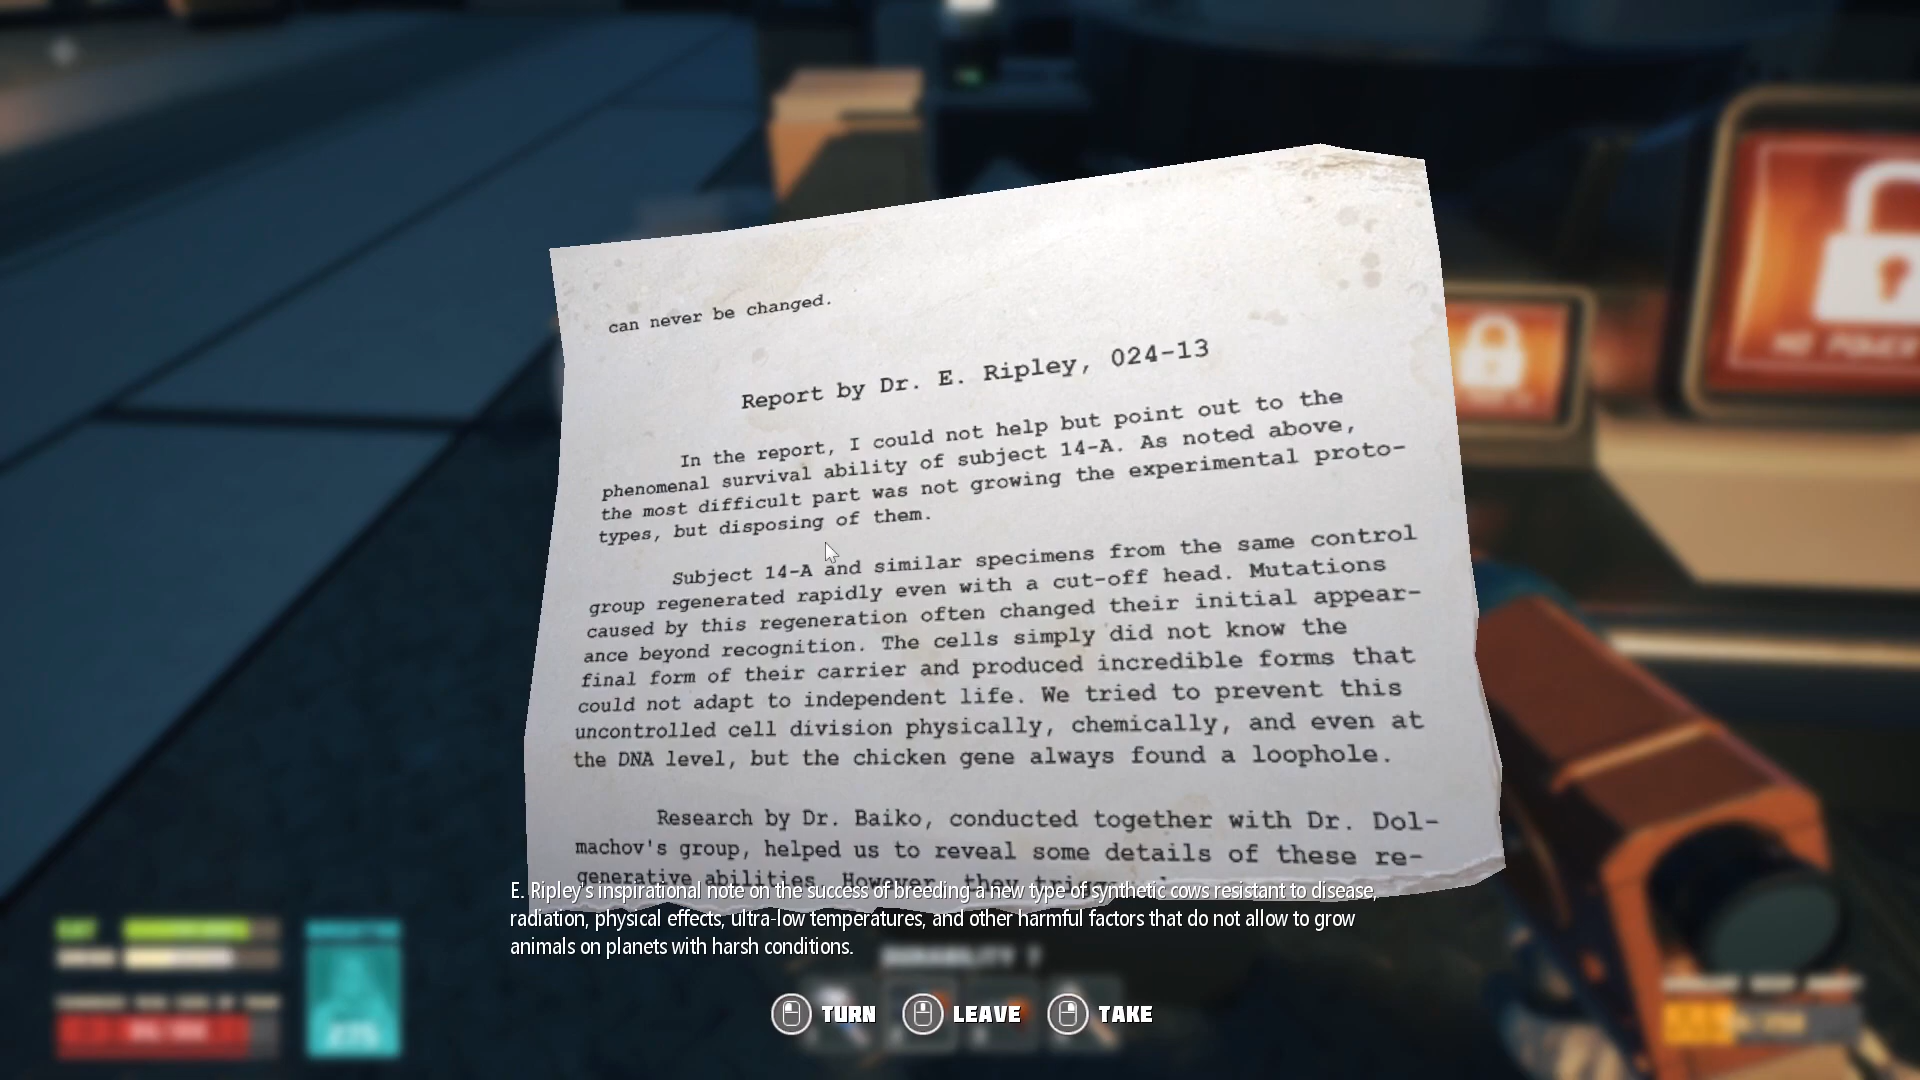 can never be changed.
Report by Dr. E. Ripley, 024-13
In the report, I could not help but point out to the
phenomenal survival ability of subject 14-A. As noted above,
the most difficult part was not growing the experimental proto-
types, but disposing of them.
Subject 14-A and similar specimens from the same control
group regenerated rapidly even with a cut-off head. Mutations
caused by this regeneration often changed their initial appear-
ance beyond recognition. The cells simply did not know the
final form of their carrier and produced incredible forms that
could not adapt to independent life. We tried to prevent this
uncontrolled cell division physically, chemically, and even at
the DNA level, but the chicken gene always found a loophole.
Research by Dr. Baiko, conducted together with Dr. Dol-
machov's group, helped us to reveal some details of these re-
generative abilities. However, they
E. Ripley's inspirational note on the success of breeding a new type of synthetic cows resistant to disease,
radiation, physical effects, ultra-low temperatures, and other harmful factors that do not allow to grow
animals on planets with harsh conditions.
NO POWER
DURABILITY
TURN LEAVE TAKE
275